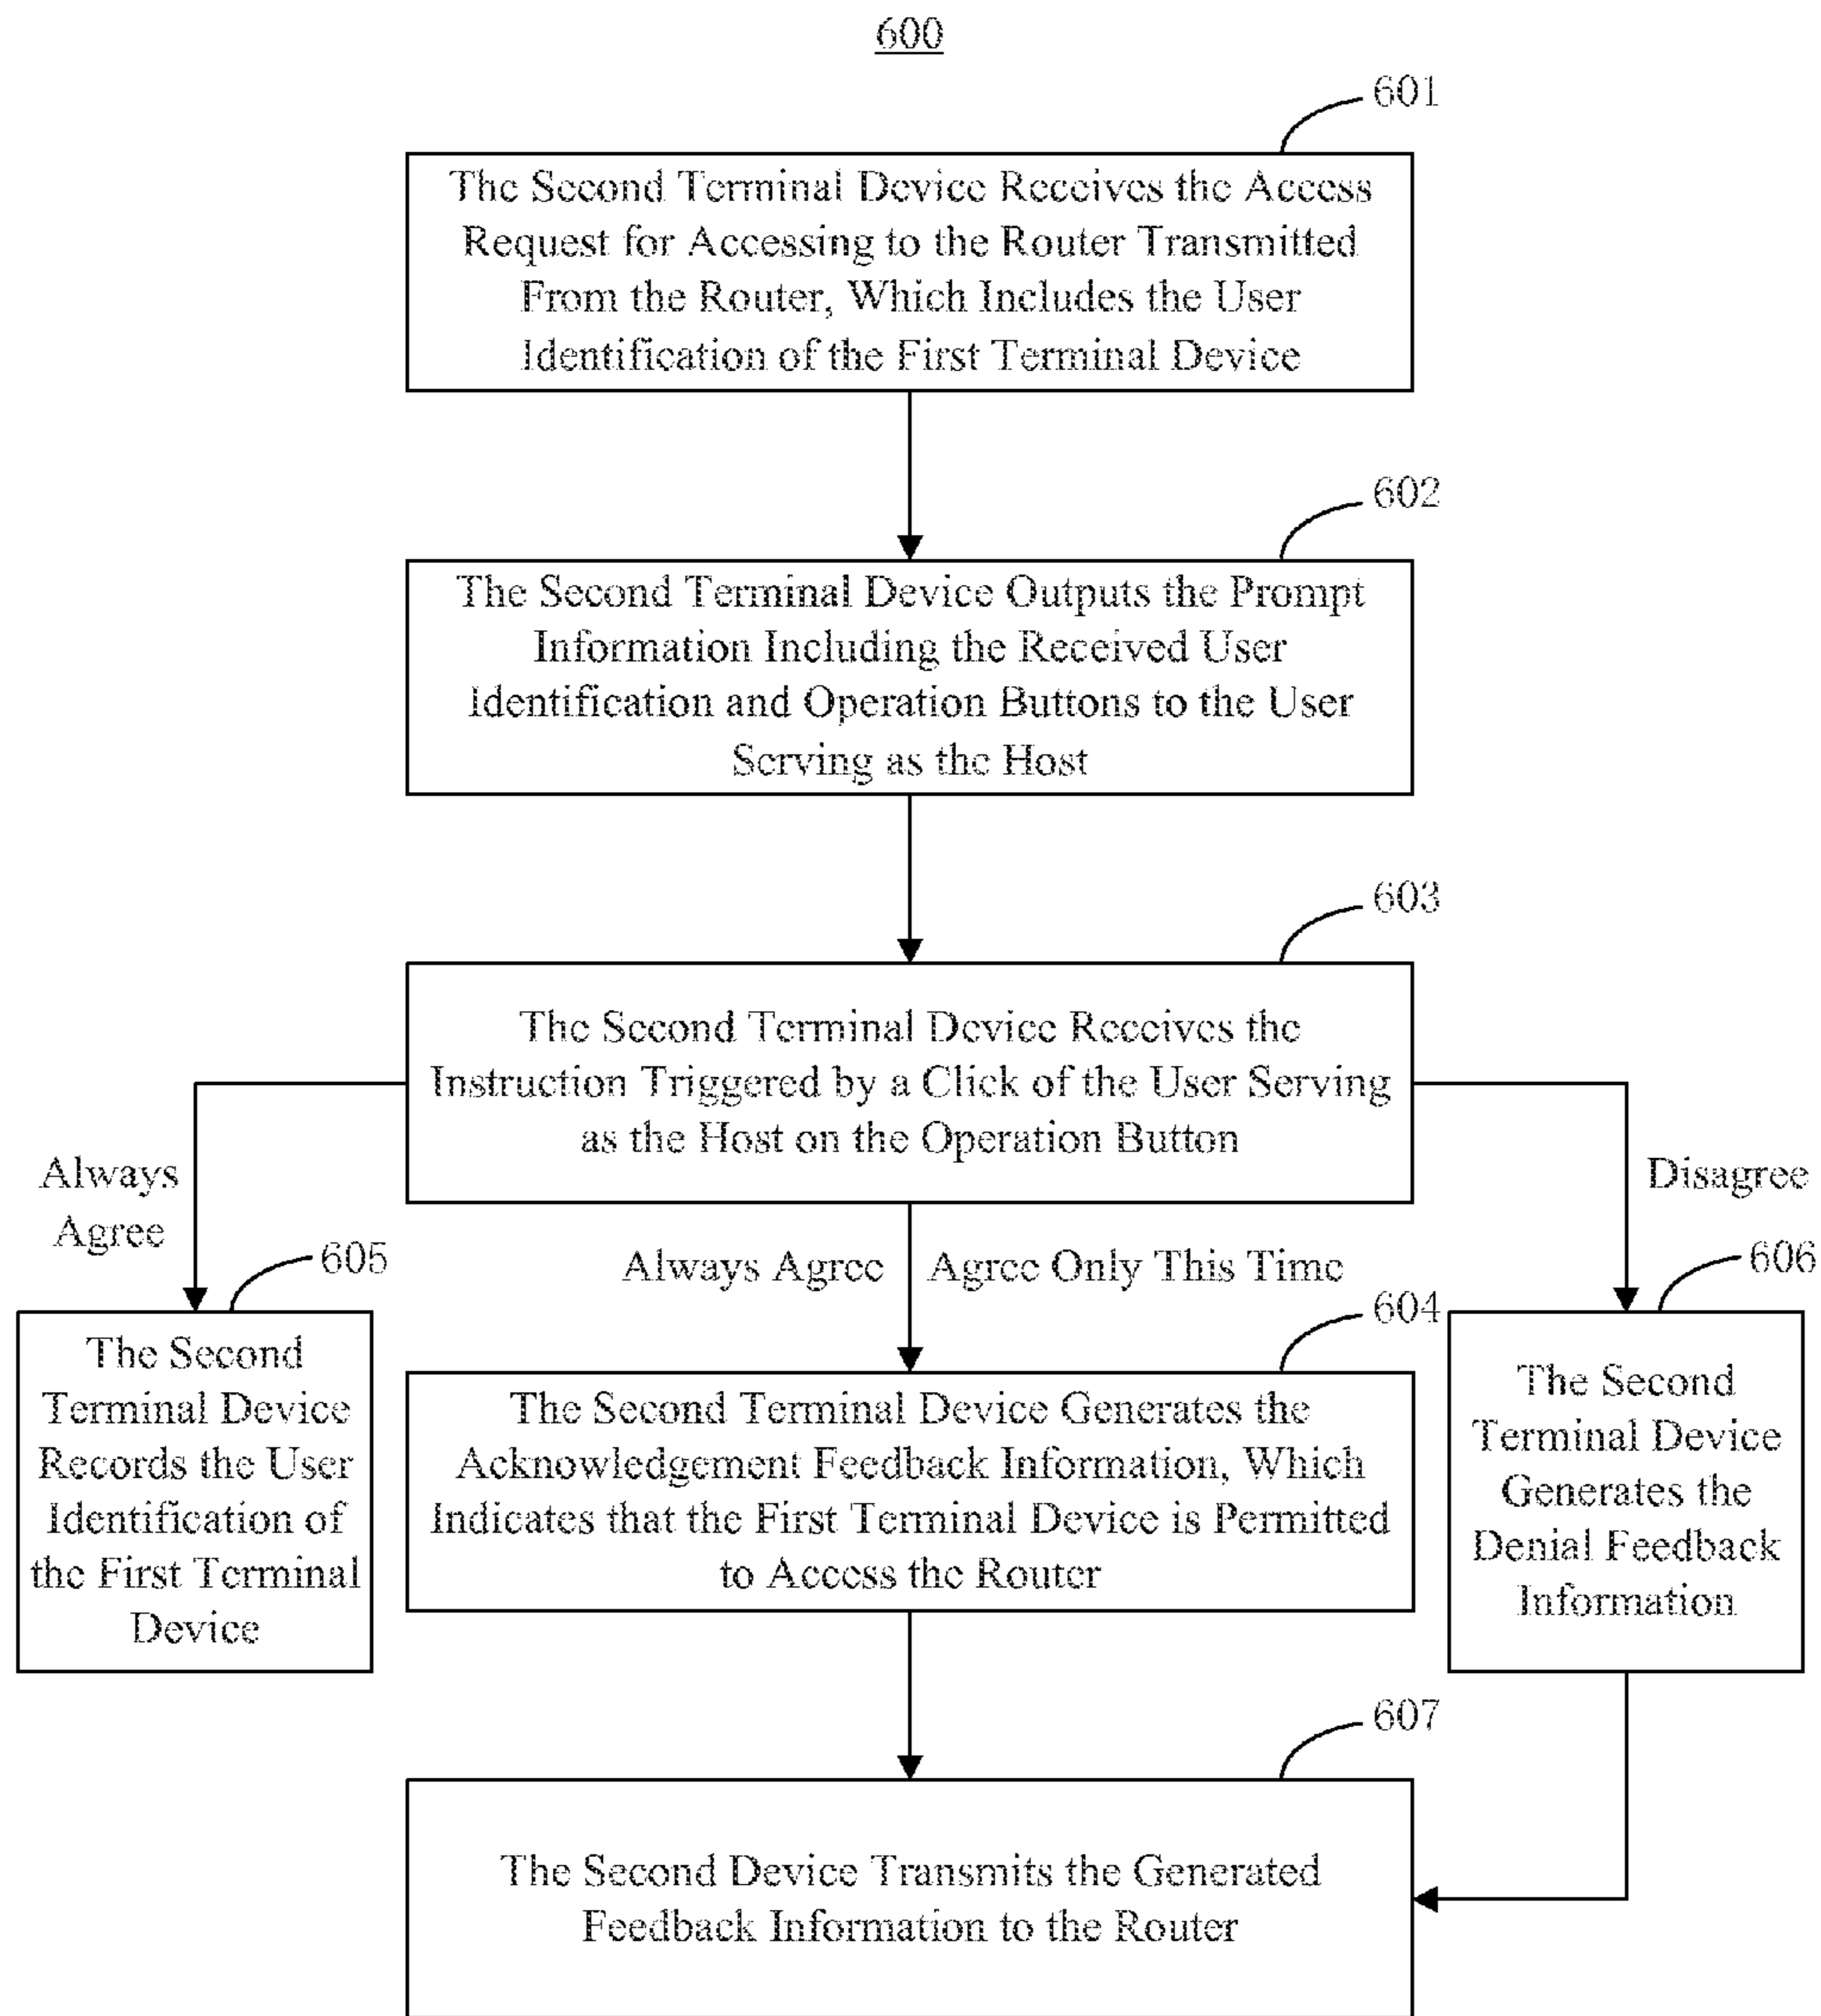 600
601
The Second Terminal Device Receives the Access
Request for Accessing to the Router Transmitted
From the Router, Which Includes the User
Identification of the First Terminal Device
602
The Second Terminal Device Outputs the Prompt
Information Including the Received User
Identification and Operation Buttons to the User
Serving as the Host
603
The Second Terminal Device Receives the
Instruction Triggered by a Click of the User Serving
as the Host on the Operation Button
Always
Agree
Disagree
605
Always Agree
Agree Only This Time
606
604
The Second
Terminal Device
Records the User
Identification of
the First Terminal
Device
The Second Terminal Device Generates the
Acknowledgement Feedback Information, Which
Indicates that the First Terminal Device is Permitted
to Access the Router
The Second
Terminal Device
Generates the
Denial Feedback
Information
607
The Second Device Transmits the Generated
Feedback Information to the Router